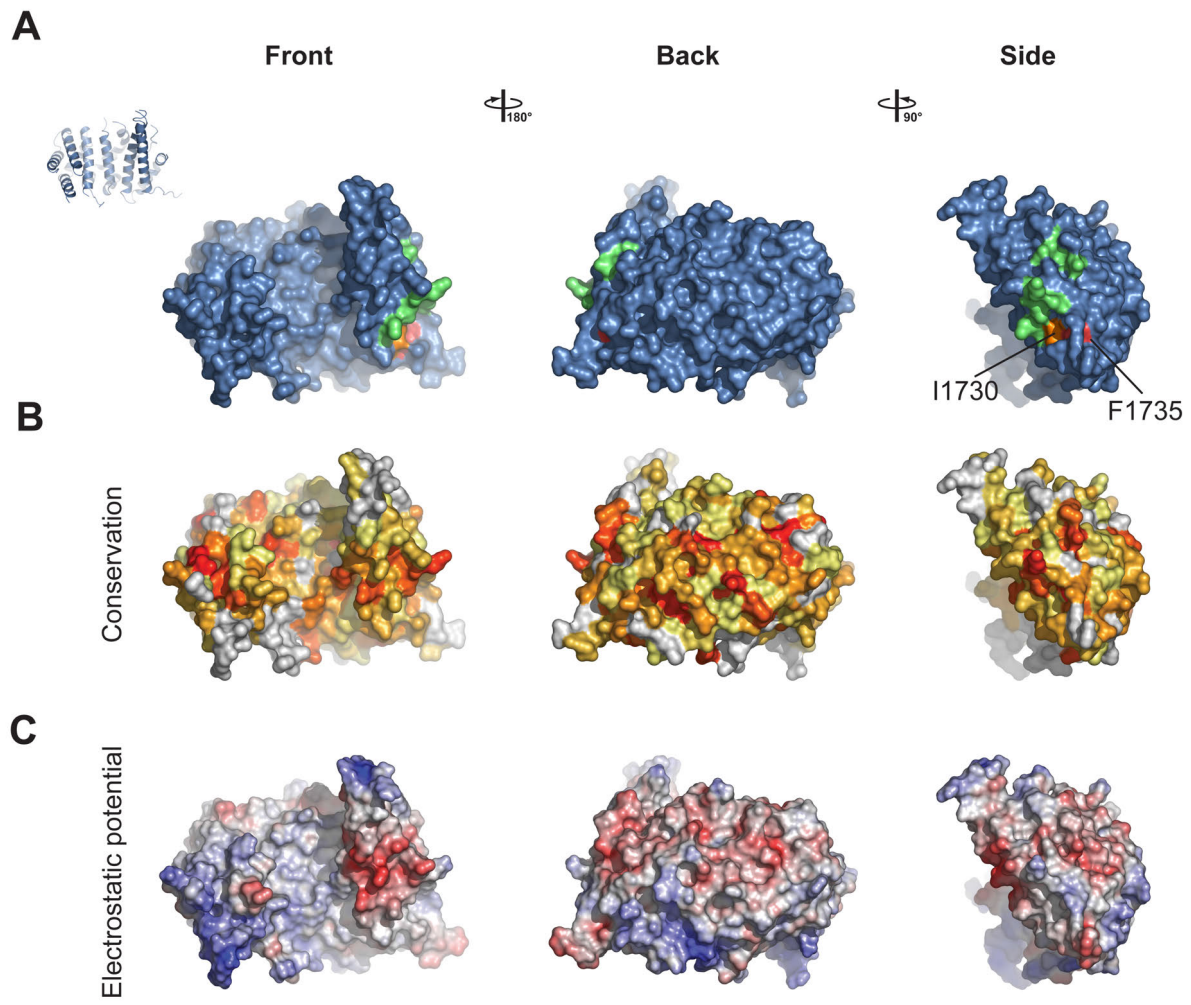 A
Front
Back
Side
180°
90°
I1730
F1735
B
Conservation
C
Electrostatic potential